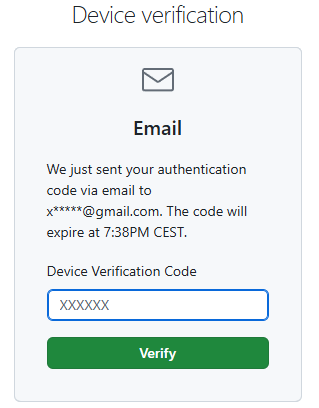 Device verification
Email
We just sent your authentication
code via email to
x*****@gmail.com. The code will
expire at 7:38PM CEST.
Device Verification Code
XXXXXX
Verify